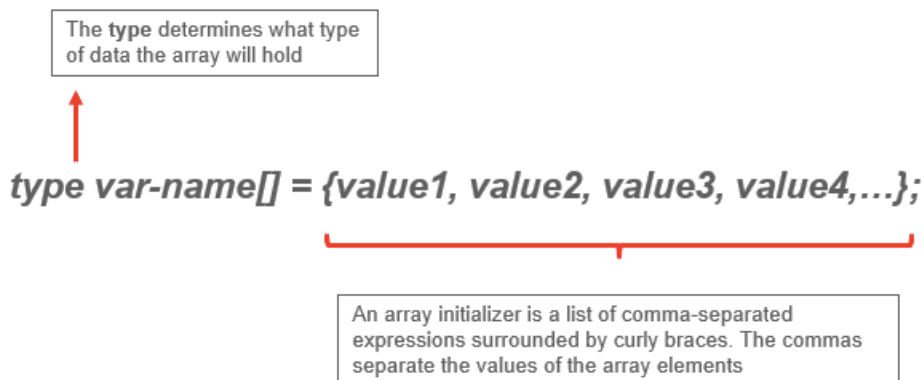 The type determines what type
of data the array will hold
type var-name[] = {value1, value2, value3, value4,...};
An array initializer is a list of comma-separated
expressions surrounded by curly braces. The commas
separate the values of the array elements